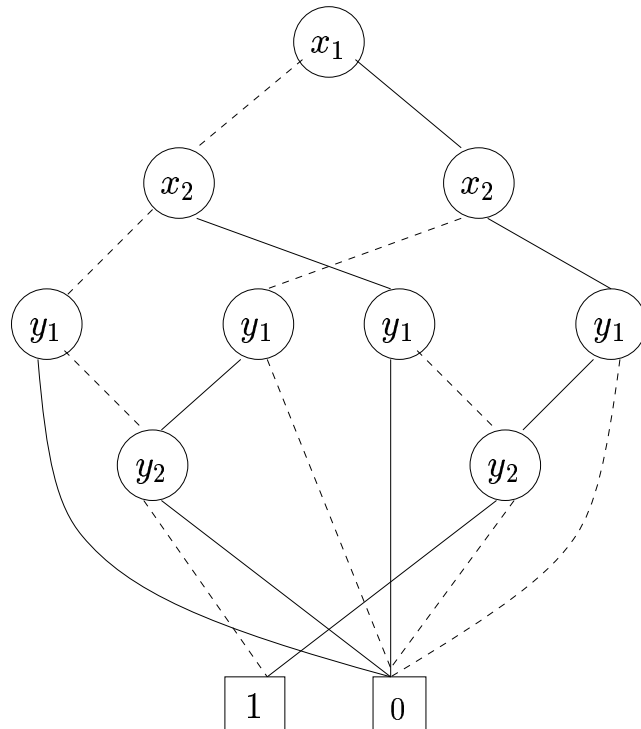 x₁
x₂ x₂
y₁ y₁ y₁ y₁
y₂ y₂
1 0